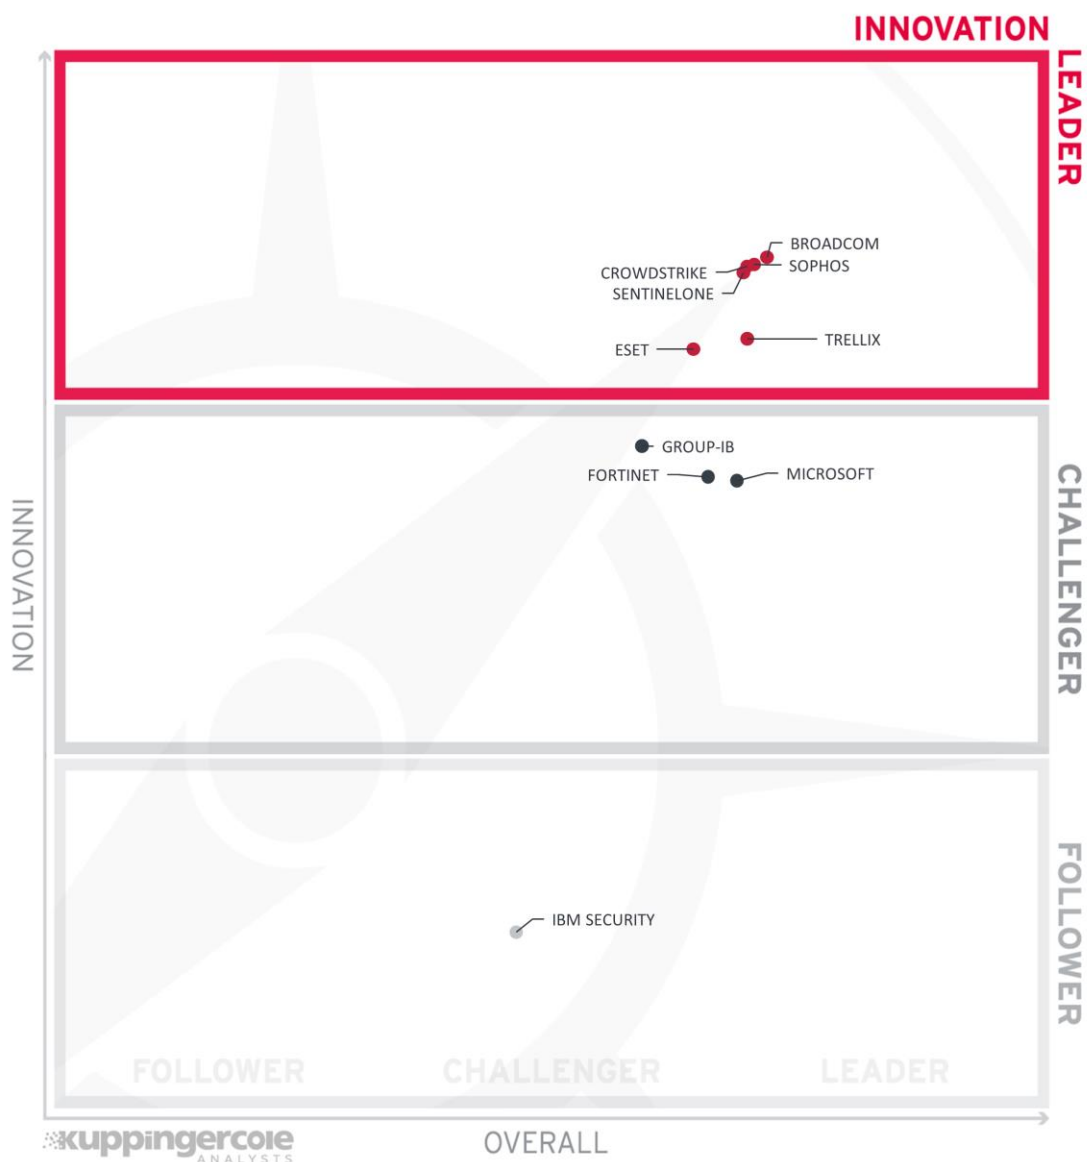 INNOVATION
LEADER
BROADCOM
CROWDSTRIKE
SOPHOS
SENTINELONE
ESET
TRELLIX
GROUP-IB
FORTINET
MICROSOFT
CHALLENGER
INNOVATION
IBM SECURITY
FOLLOWER
FOLLOWER
CHALLENGER
LEADER
kuppingercole
ANALYSTS
OVERALL